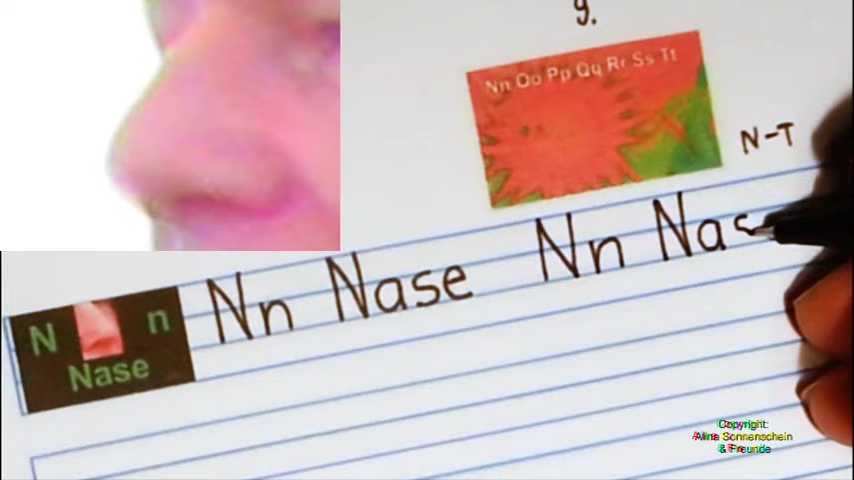 9.
Nn Oo Pp Qq Rr Ss Tt
N-T
Nn Nase Nn Nas
N n
Nase
Copyright:
Alina Sonnenschein
& Freunde